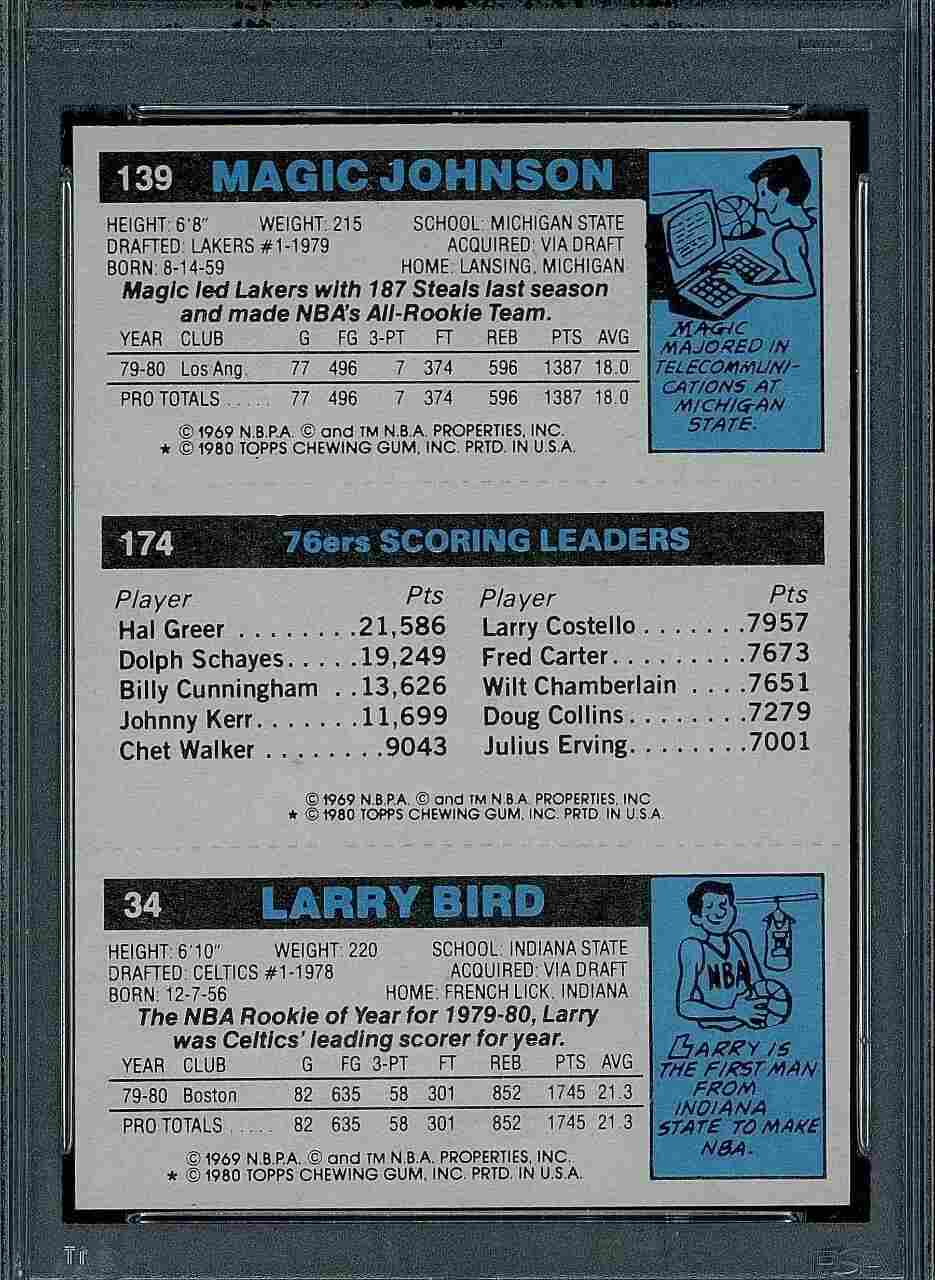 139 MAGIC JOHNSON
HEIGHT: 6'8" WEIGHT: 215 SCHOOL: MICHIGAN STATE
DRAFTED: LAKERS #1-1979 ACQUIRED: VIA DRAFT
BORN: 8-14-59 HOME: LANSING, MICHIGAN
Magic led Lakers with 187 Steals last season
and made NBA's All-Rookie Team.
YEAR CLUB G FG 3-PT FT REB PTS AVG
79-80 Los Ang. 77 496 7 374 596 1387 18.0
PRO TOTALS ..... 77 496 7 374 596 1387 18.0
© 1969 N.B.P.A. © and TM N.B.A. PROPERTIES, INC.
* © 1980 TOPPS CHEWING GUM, INC. PRTD. IN U.S.A.
MAGIC
MAJORED IN
TELECOMMUNI-
CATIONS AT
MICHIGAN
STATE.
174 76ers SCORING LEADERS
Player Pts Player Pts
Hal Greer ........21,586 Larry Costello.......7957
Dolph Schayes.....19,249 Fred Carter.........7673
Billy Cunningham ..13,626 Wilt Chamberlain ....7651
Johnny Kerr.......11,699 Doug Collins........7279
Chet Walker ........9043 Julius Erving........7001
© 1969 N.B.P.A. © and TM N.B.A. PROPERTIES, INC
* © 1980 TOPPS CHEWING GUM, INC. PRTD. IN U.S.A.
34 LARRY BIRD
HEIGHT: 6'10" WEIGHT: 220 SCHOOL: INDIANA STATE
DRAFTED: CELTICS #1-1978 ACQUIRED: VIA DRAFT
BORN: 12-7-56 HOME: FRENCH LICK, INDIANA
The NBA Rookie of Year for 1979-80, Larry
was Celtics' leading scorer for year.
YEAR CLUB G FG 3-PT FT REB PTS AVG
79-80 Boston 82 635 58 301 852 1745 21.3
PRO TOTALS ..... 82 635 58 301 852 1745 21.3
© 1969 N.B.P.A. © and TM N.B.A. PROPERTIES, INC.
* © 1980 TOPPS CHEWING GUM, INC. PRTD. IN U.S.A.
NBA
LARRY IS
THE FIRST MAN
FROM
INDIANA
STATE TO MAKE
NBA.